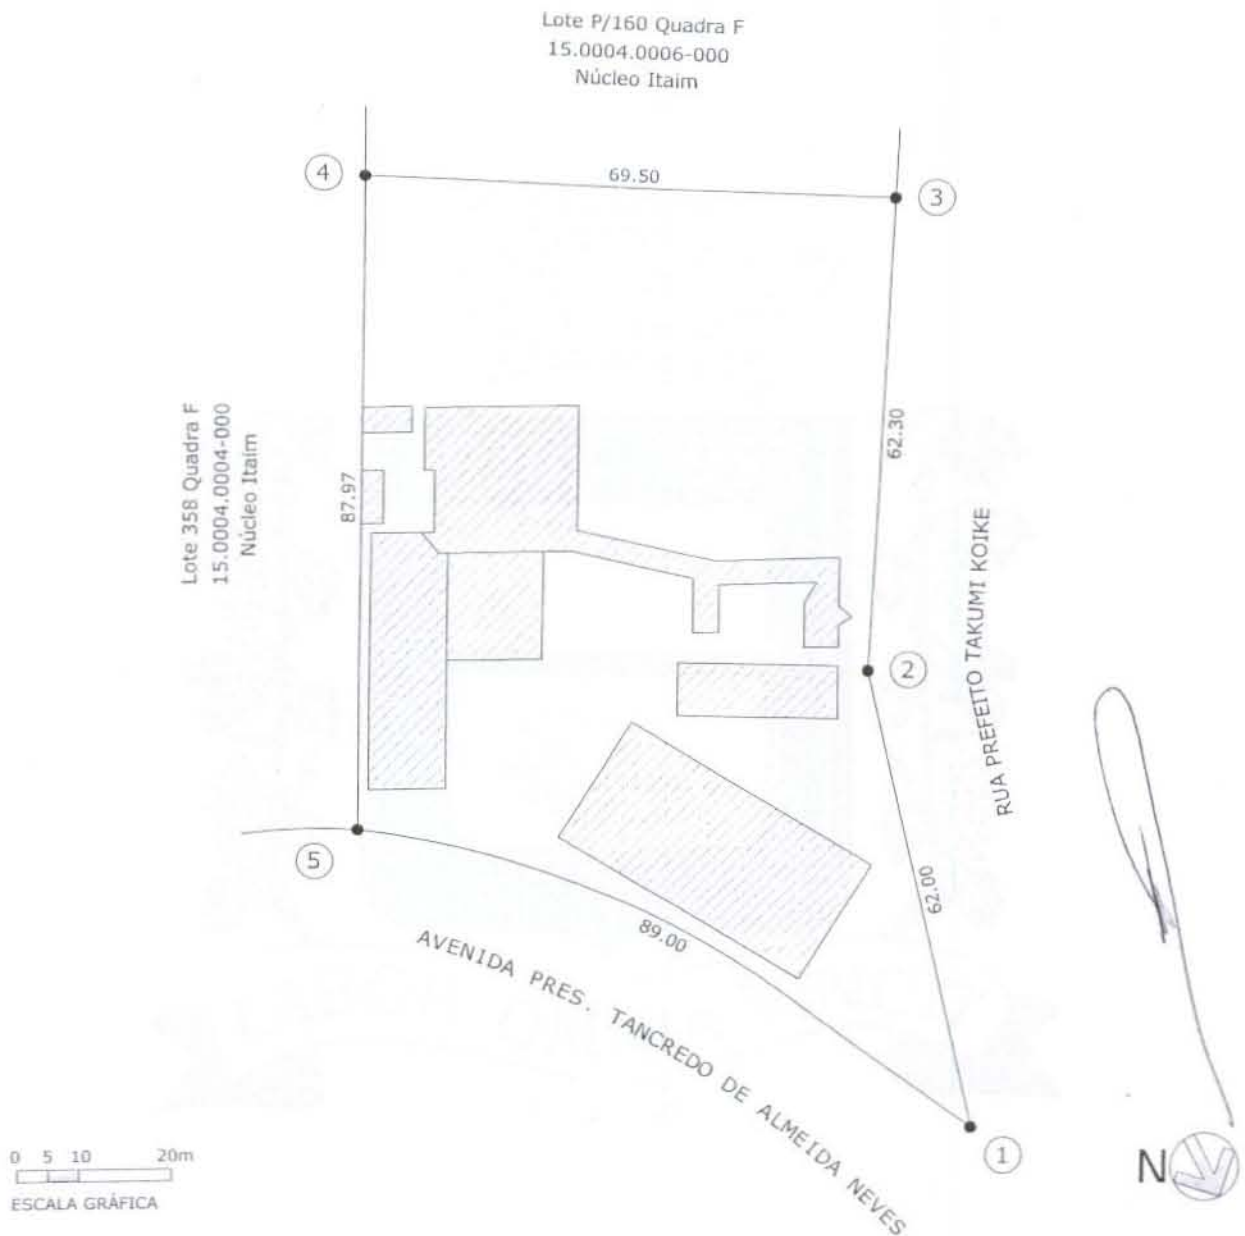 Lote P/160 Quadra F
15.0004.0006-000
Núcleo Itaim
4
69.50
3
62.30
Lote 358 Quadra F
15.0004.0004-000
Núcleo Itaim
87.97
RUA PREFEITO TAKUMI KOIKE
2
5
62.00
89.00
AVENIDA PRES. TANCREDO DE ALMEIDA NEVES
1
0 5 10 20m
ESCALA GRÁFICA
N